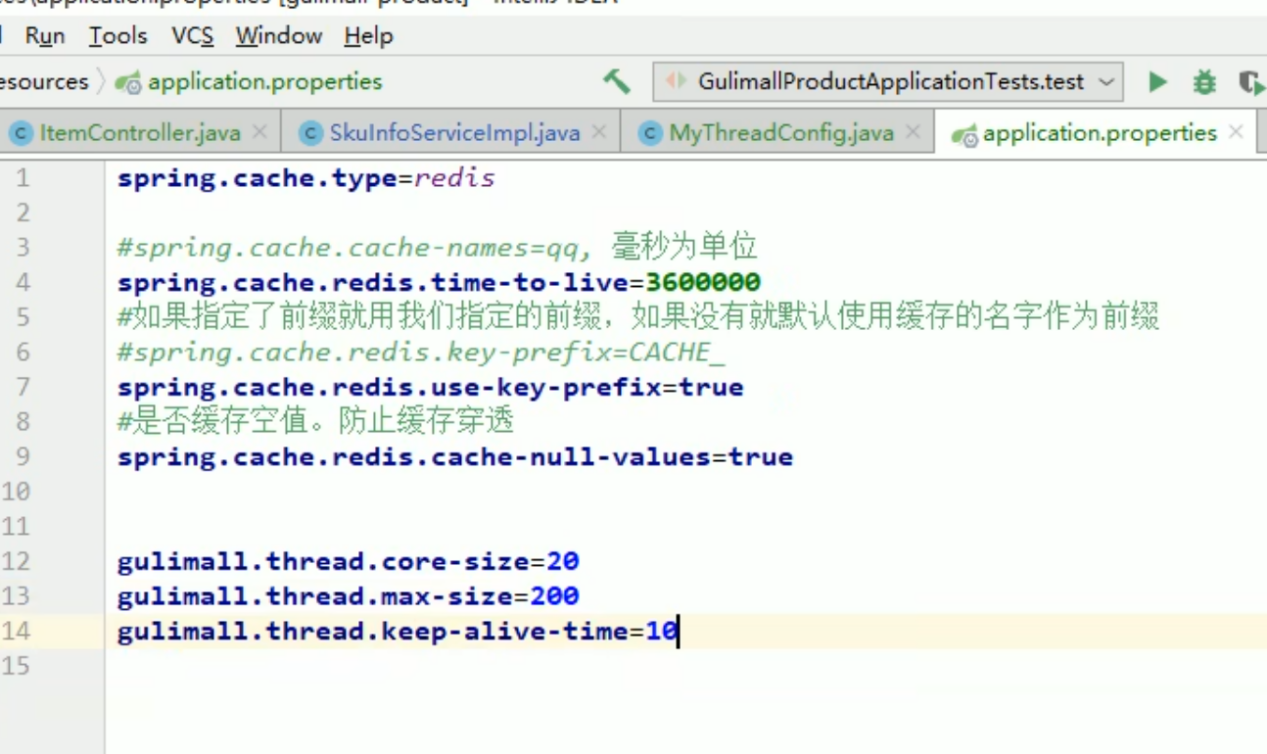 Run Tools VCS Window Help
esources application.properties GulimallProductApplicationTests.test
ItemController.java SkuInfoServiceImpl.java MyThreadConfig.java application.properties
1 spring.cache.type=redis
2
3 #spring.cache.cache-names=qq, 毫秒为单位
4 spring.cache.redis.time-to-live=3600000
5 #如果指定了前缀就用我们指定的前缀，如果没有就默认使用缓存的名字作为前缀
6 #spring.cache.redis.key-prefix=CACHE_
7 spring.cache.redis.use-key-prefix=true
8 #是否缓存空值。防止缓存穿透
9 spring.cache.redis.cache-null-values=true
10
11
12 gulimall.thread.core-size=20
13 gulimall.thread.max-size=200
14 gulimall.thread.keep-alive-time=10
15